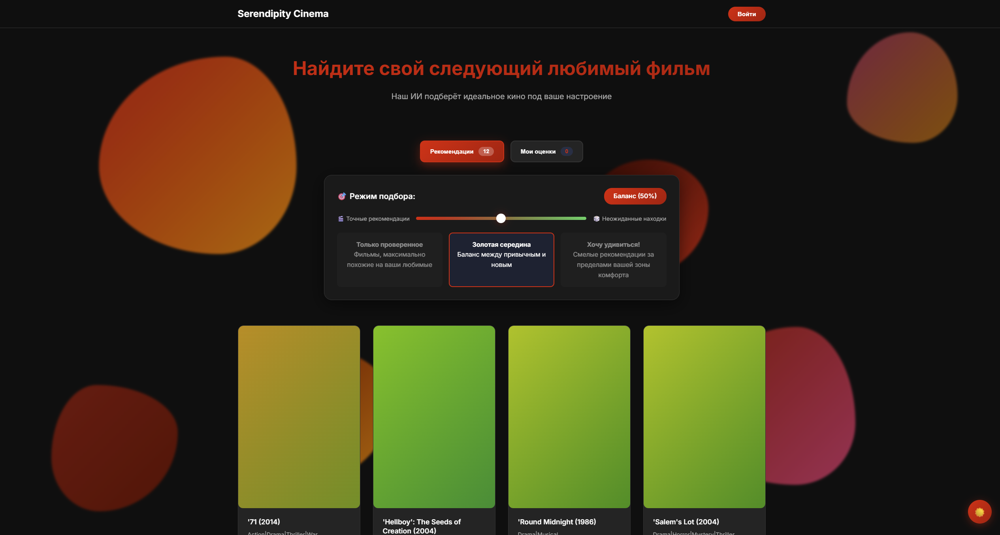 Serendipity Cinema
Войти
Найдите свой следующий любимый фильм
Наш ИИ подберёт идеальное кино под ваше настроение
Рекомендации 12
Мои оценки 0
Режим подбора:
Баланс (50%)
Точные рекомендации
Неожиданные находки
Только проверенное
Фильмы, максимально
похожие на ваши любимые
Золотая середина
Баланс между привычным и
новым
Хочу удивиться!
Смелые рекомендации за
пределами вашей зоны
комфорта
'71 (2014)
Action|Drama|Thriller|War
'Hellboy': The Seeds of
Creation (2004)
'Round Midnight (1986)
Drama|Musical
'Salem's Lot (2004)
Drama|Horror|Mystery|Thriller